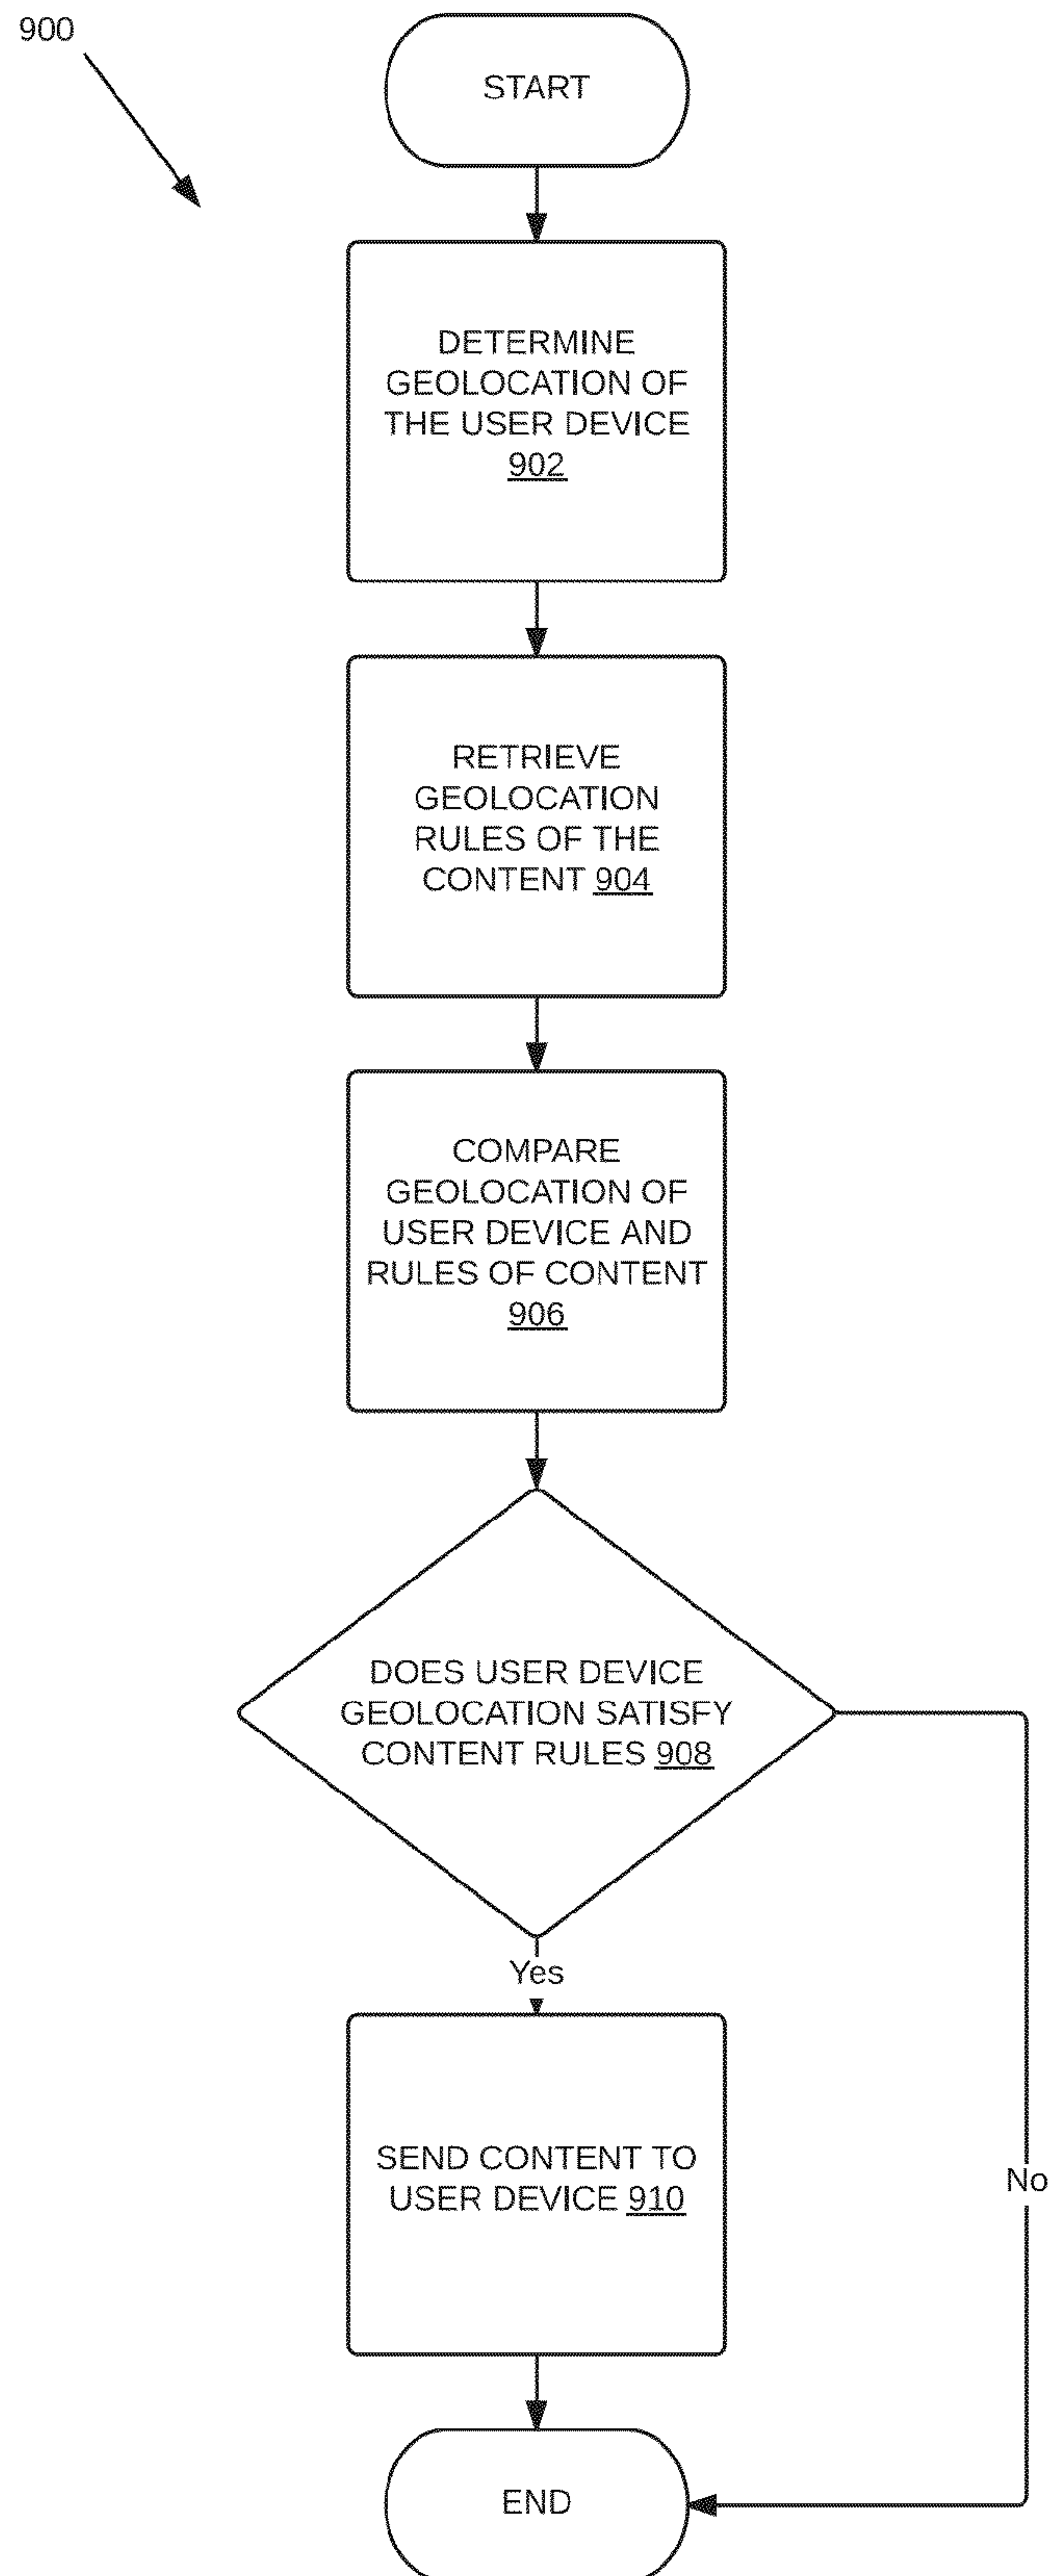 900
START
DETERMINE
GEOLOCATION OF
THE USER DEVICE
902
RETRIEVE
GEOLOCATION
RULES OF THE
CONTENT 904
COMPARE
GEOLOCATION OF
USER DEVICE AND
RULES OF CONTENT
906
DOES USER DEVICE
GEOLOCATION SATISFY
CONTENT RULES 908
Yes
SEND CONTENT TO
USER DEVICE 910
No
END